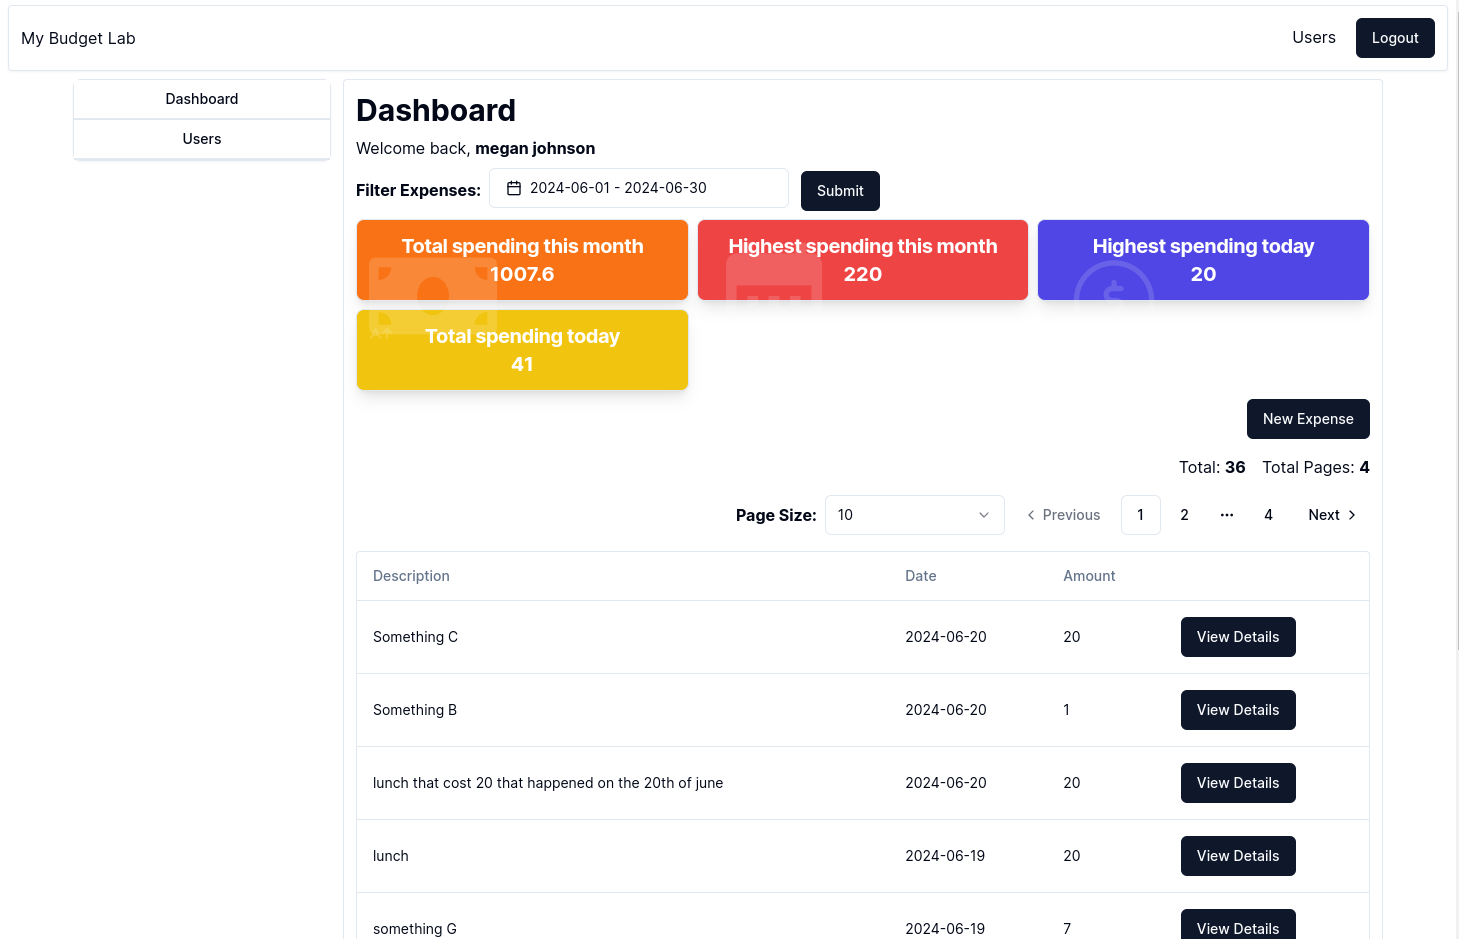 My Budget Lab
Users
Logout
Dashboard
Users
Dashboard
Welcome back, megan johnson
Filter Expenses: 2024-06-01 - 2024-06-30 Submit
Total spending this month
1007.6
Highest spending this month
220
Highest spending today
20
Total spending today
41
New Expense
Total: 36 Total Pages: 4
Page Size: 10 Previous 1 2 ··· 4 Next
Description Date Amount
Something C 2024-06-20 20 View Details
Something B 2024-06-20 1 View Details
lunch that cost 20 that happened on the 20th of june 2024-06-20 20 View Details
lunch 2024-06-19 20 View Details
something G 2024-06-19 7 View Details